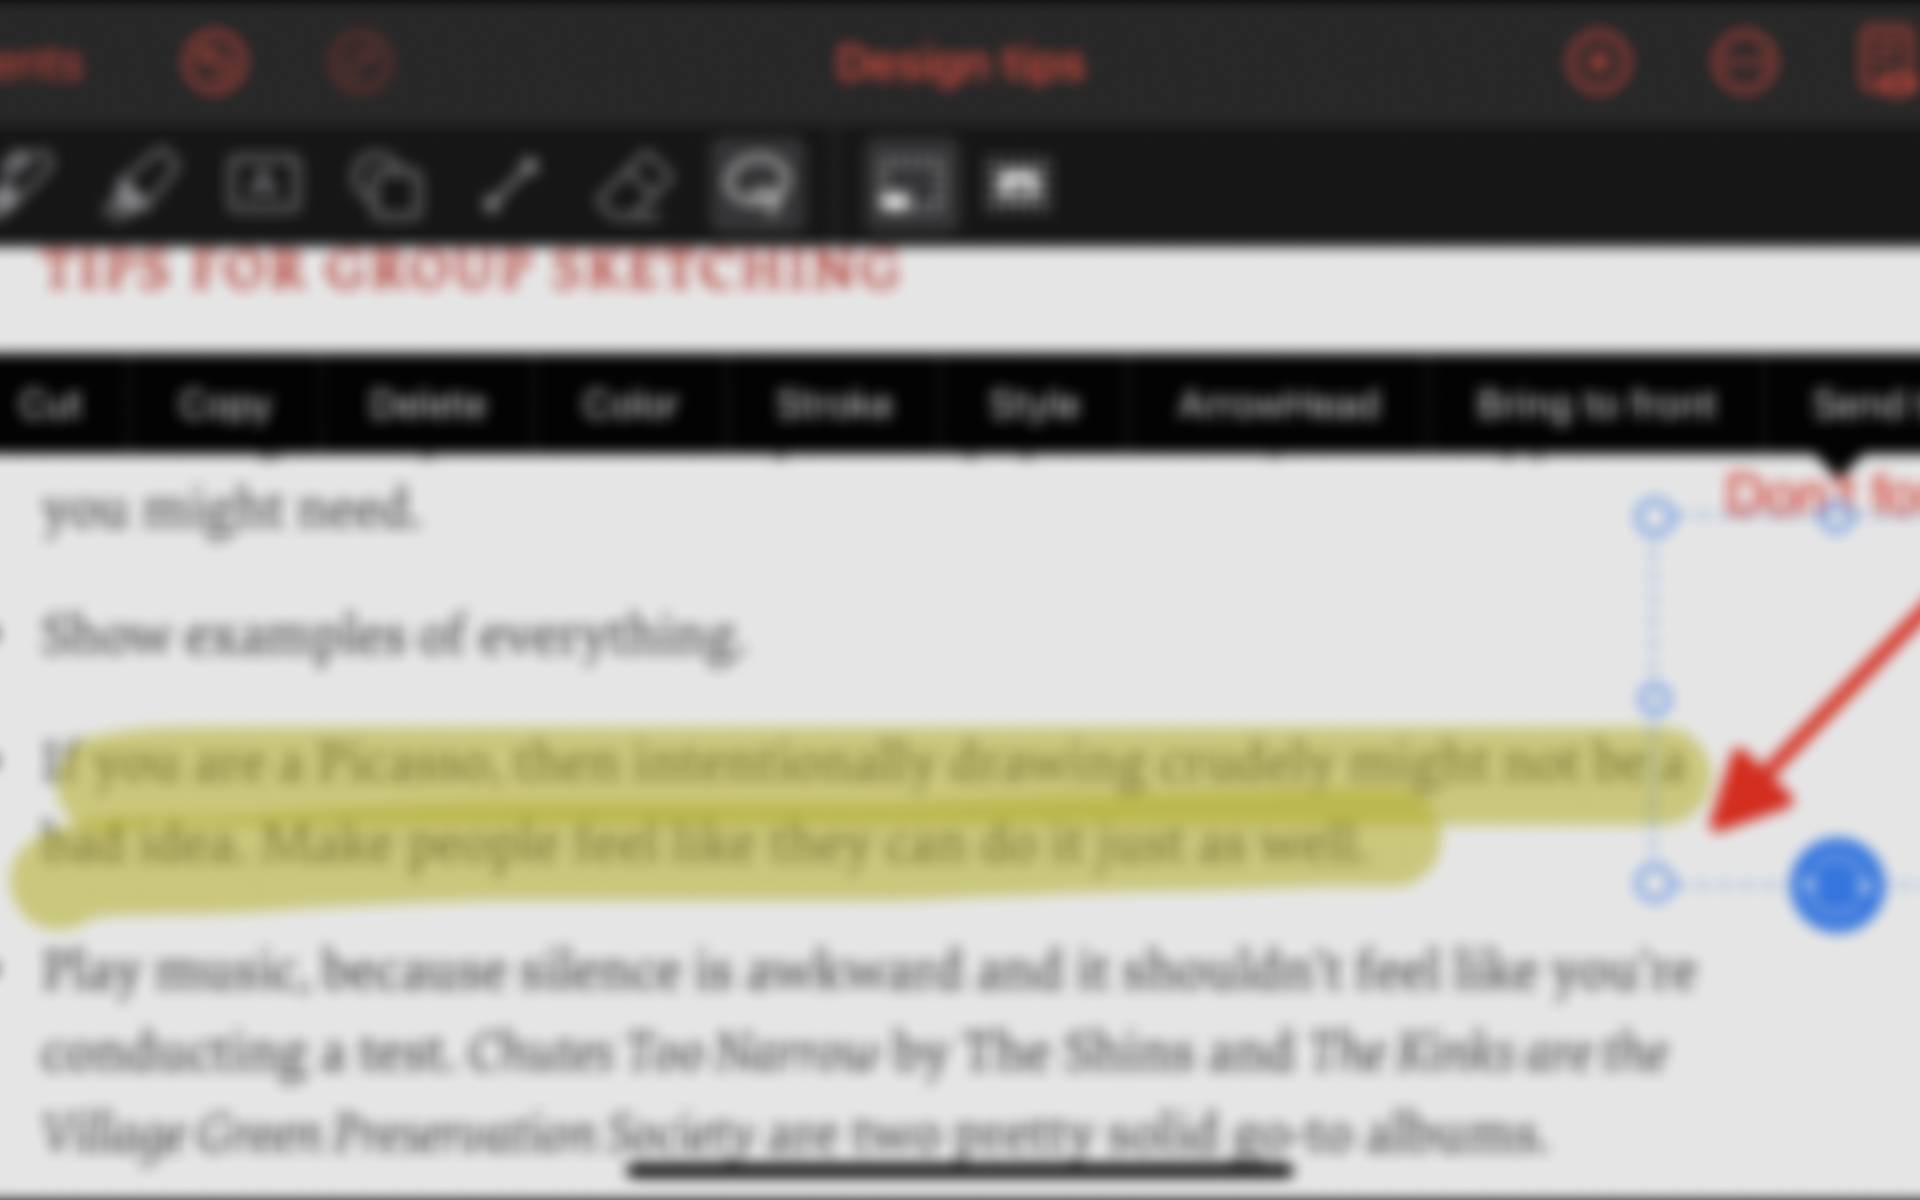 ents
Design tips
A
TIPS FOR GROUP SKETCHING
Cut Copy Delete Color Stroke Style ArrowHead Bring to front Send
you might need.
Don't for
Show examples of everything.
If you are a Picasso, then intentionally drawing crudely might not be a
bad idea. Make people feel like they can do it just as well.
Play music, because silence is awkward and it shouldn't feel like you're
conducting a test. Chutes Too Narrow by The Shins and The Kinks are the
Village Green Preservation Society are two pretty solid go-to albums.